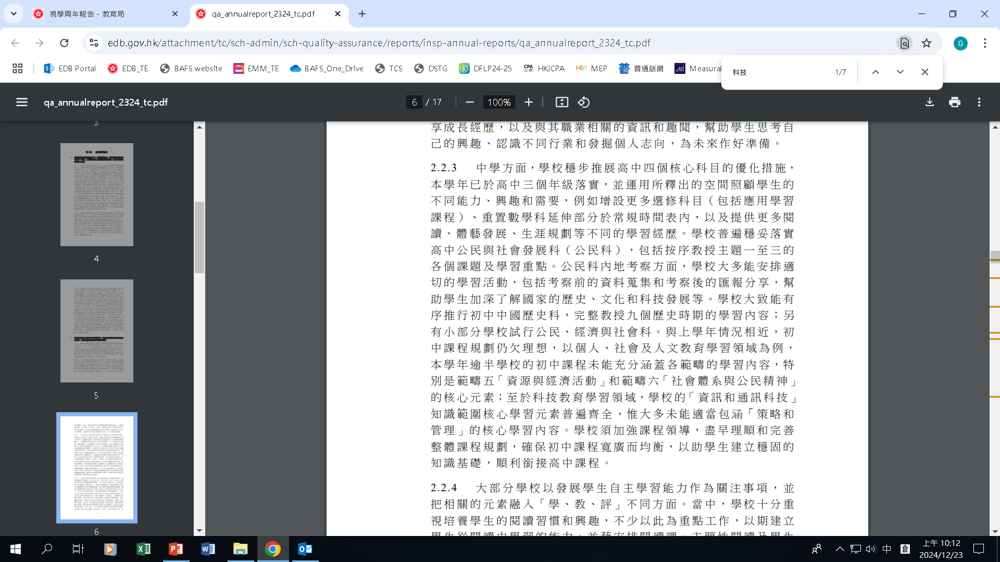 視學周年報告 - 教育局
qa_annualreport_2324_tc.pdf
edb.gov.hk/attachment/tc/sch-admin/sch-quality-assurance/reports/insp-annual-reports/qa_annualreport_2324_tc.pdf
G
EDB Portal
EDB_TE
BAFS website
EMM_TE
BAFS_One_Drive
TCS
DSTG
DFLP24-25
HKICPA
MEP
普通話網
Measural
科技
1/7
qa_annualreport_2324_tc.pdf
6 / 17
100%
3
4
5
6
享成長經歷，以及與其職業相關的資訊和趣聞，幫助學生思考自
己的興趣、認識不同行業和發掘個人志向，為未來作好準備。
2.2.3 中學方面，學校穩步推展高中四個核心科目的優化措施，
本學年已於高中三個年級落實，並運用所釋出的空間照顧學生的
不同能力、興趣和需要，例如增設更多選修科目（包括應用學習
課程）、重置數學科延伸部分於常規時間表內，以及提供更多閱
讀、體藝發展、生涯規劃等不同的學習經歷。學校普遍穩妥落實
高中公民與社會發展科（公民科），包括按序教授主題一至三的
各個課題及學習重點。公民科內地考察方面，學校大多能安排適
切的學習活動，包括考察前的資料蒐集和考察後的匯報分享，幫
助學生加深了解國家的歷史、文化和科技發展等。學校大致能有
序推行初中中國歷史科，完整教授九個歷史時期的學習內容；另
有小部分學校試行公民、經濟與社會科。與上學年情況相近，初
中課程規劃仍欠理想，以個人、社會及人文教育學習領域為例，
本學年逾半學校的初中課程未能充分涵蓋各範疇的學習內容，特
別是範疇五「資源與經濟活動」和範疇六「社會體系與公民精神」
的核心元素；至於科技教育學習領域，學校的「資訊和通訊科技」
知識範圍核心學習元素普遍齊全，惟大多未能適當包涵「策略和
管理」的核心學習內容。學校須加強課程領導，盡早理順和完善
整體課程規劃，確保初中課程寬廣而均衡，以助學生建立穩固的
知識基礎，順利銜接高中課程。
2.2.4 大部分學校以發展學生自主學習能力作為關注事項，並
把相關的元素融入「學、教、評」不同方面。當中，學校十分重
視培養學生的閱讀習慣和興趣，不少以此為重點工作，以期建立
中
倉
上午 10:12
2024/12/23